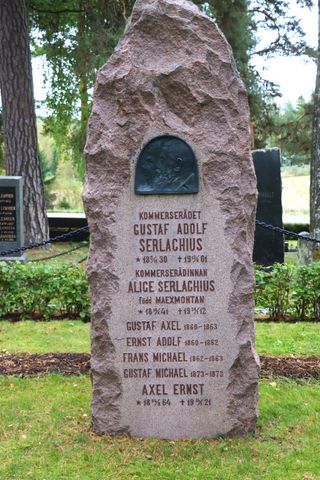 KOMMERSERÅDET
GUSTAF ADOLF
SERLACHIUS
KOMMERSERÅDINNAN
ALICE SERLACHIUS
född MAEXMONTAN
GUSTAF AXEL 1860-1863
ERNST ADOLF 1860-1862
FRANS MICHAEL 1862-1863
GUSTAF MICHAEL 1873-1873
AXEL ERNST